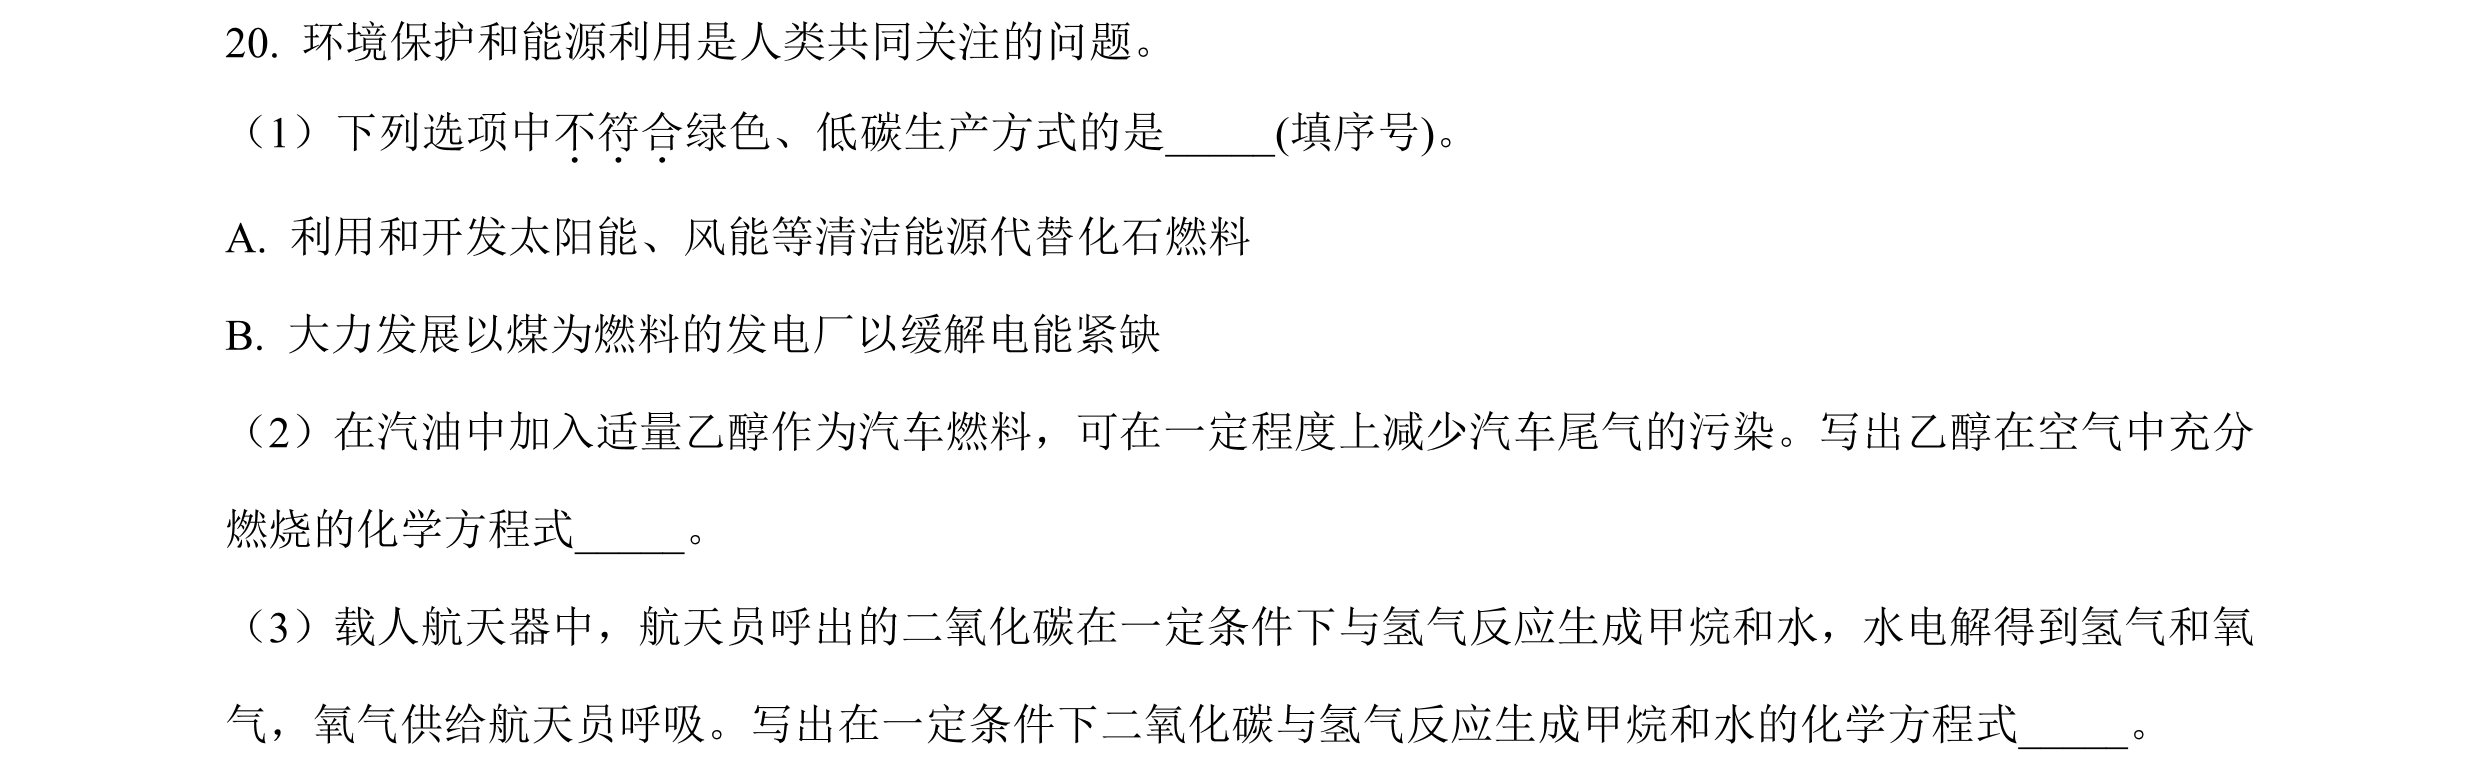 20. 环境保护和能源利用是人类共同关注的问题。
（1）下列选项中不符合绿色、低碳生产方式的是_____(填序号)。
A. 利用和开发太阳能、风能等清洁能源代替化石燃料
B. 大力发展以煤为燃料的发电厂以缓解电能紧缺
（2）在汽油中加入适量乙醇作为汽车燃料，可在一定程度上减少汽车尾气的污染。写出乙醇在空气中充分
燃烧的化学方程式_____。
（3）载人航天器中，航天员呼出的二氧化碳在一定条件下与氢气反应生成甲烷和水，水电解得到氢气和氧
气，氧气供给航天员呼吸。写出在一定条件下二氧化碳与氢气反应生成甲烷和水的化学方程式_____。